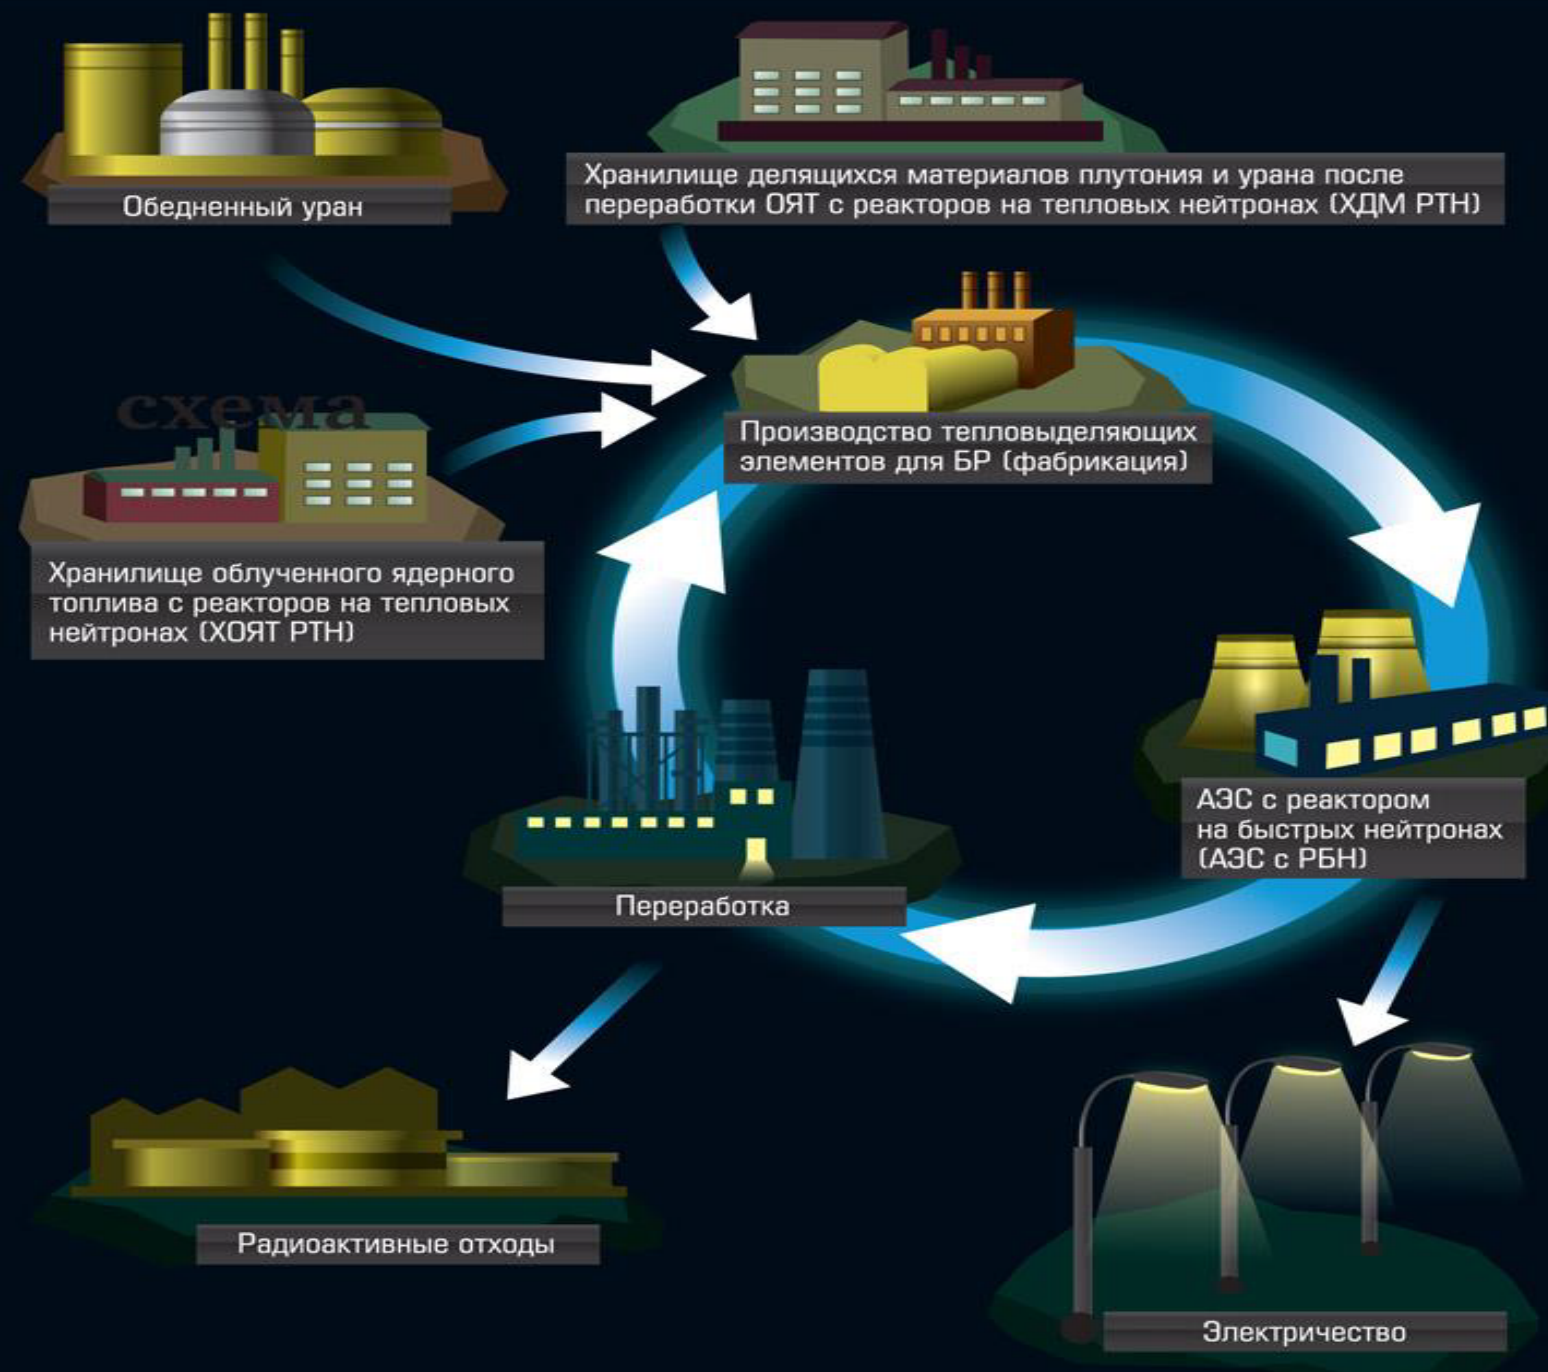 Обедненный уран
Хранилище делящихся материалов плутония и урана после
переработки ОЯТ с реакторов на тепловых нейтронах (ХДМ РТН)
схема
Производство тепловыделяющих
элементов для БР (фабрикация)
Хранилище облученного ядерного
топлива с реакторов на тепловых
нейтронах (ХОЯТ РТН)
АЭС с реактором
на быстрых нейтронах
(АЭС с РБН)
Переработка
Радиоактивные отходы
Электричество